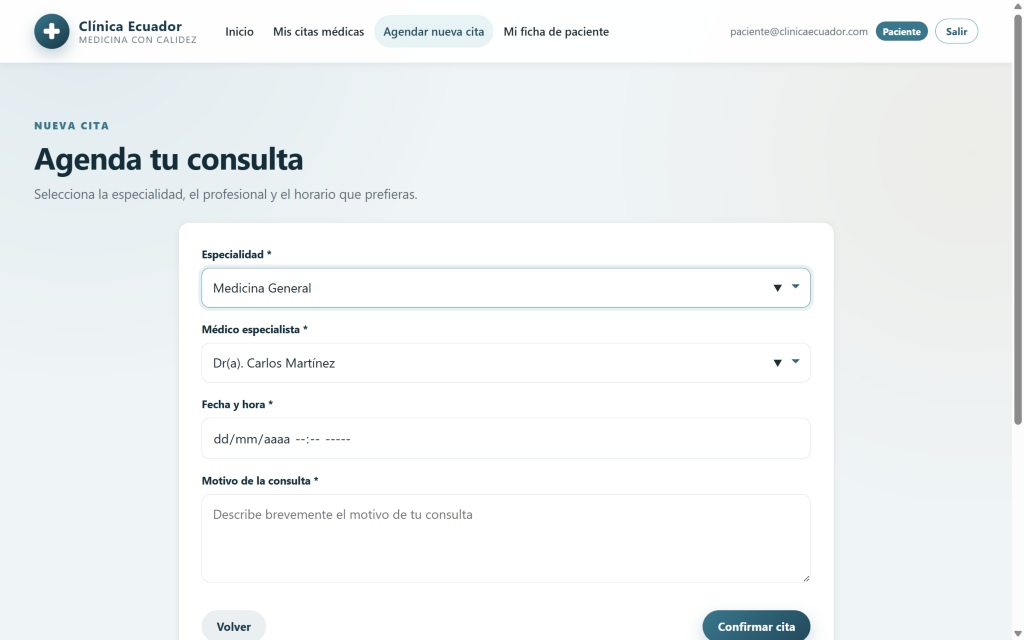 Clínica Ecuador
MEDICINA CON CALIDEZ
Inicio
Mis citas médicas
Agendar nueva cita
Mi ficha de paciente
paciente@clinicaecuador.com
Paciente
Salir
NUEVA CITA
Agenda tu consulta
Selecciona la especialidad, el profesional y el horario que prefieras.
Especialidad *
Medicina General
Médico especialista *
Dr(a). Carlos Martínez
Fecha y hora *
dd/mm/aaaa --:-- -----
Motivo de la consulta *
Describe brevemente el motivo de tu consulta
Volver
Confirmar cita